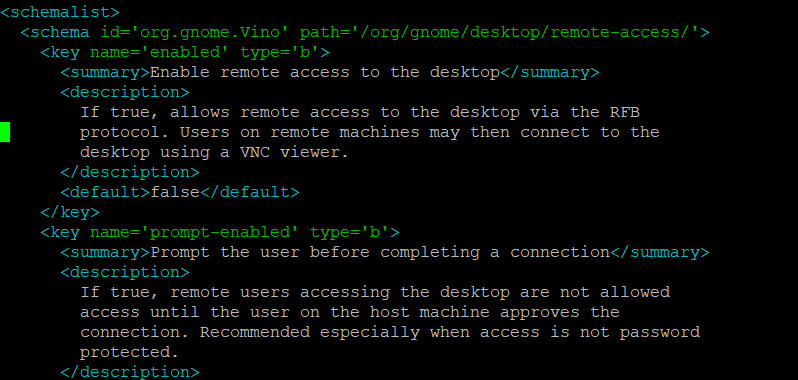 <schemalist>
<schema id='org.gnome.Vino' path='/org/gnome/desktop/remote-access/'>
<key name='enabled' type='b'>
<summary>Enable remote access to the desktop</summary>
<description>
If true, allows remote access to the desktop via the RFB
protocol. Users on remote machines may then connect to the
desktop using a VNC viewer.
</description>
<default>false</default>
</key>
<key name='prompt-enabled' type='b'>
<summary>Prompt the user before completing a connection</summary>
<description>
If true, remote users accessing the desktop are not allowed
access until the user on the host machine approves the
connection. Recommended especially when access is not password
protected.
</description>